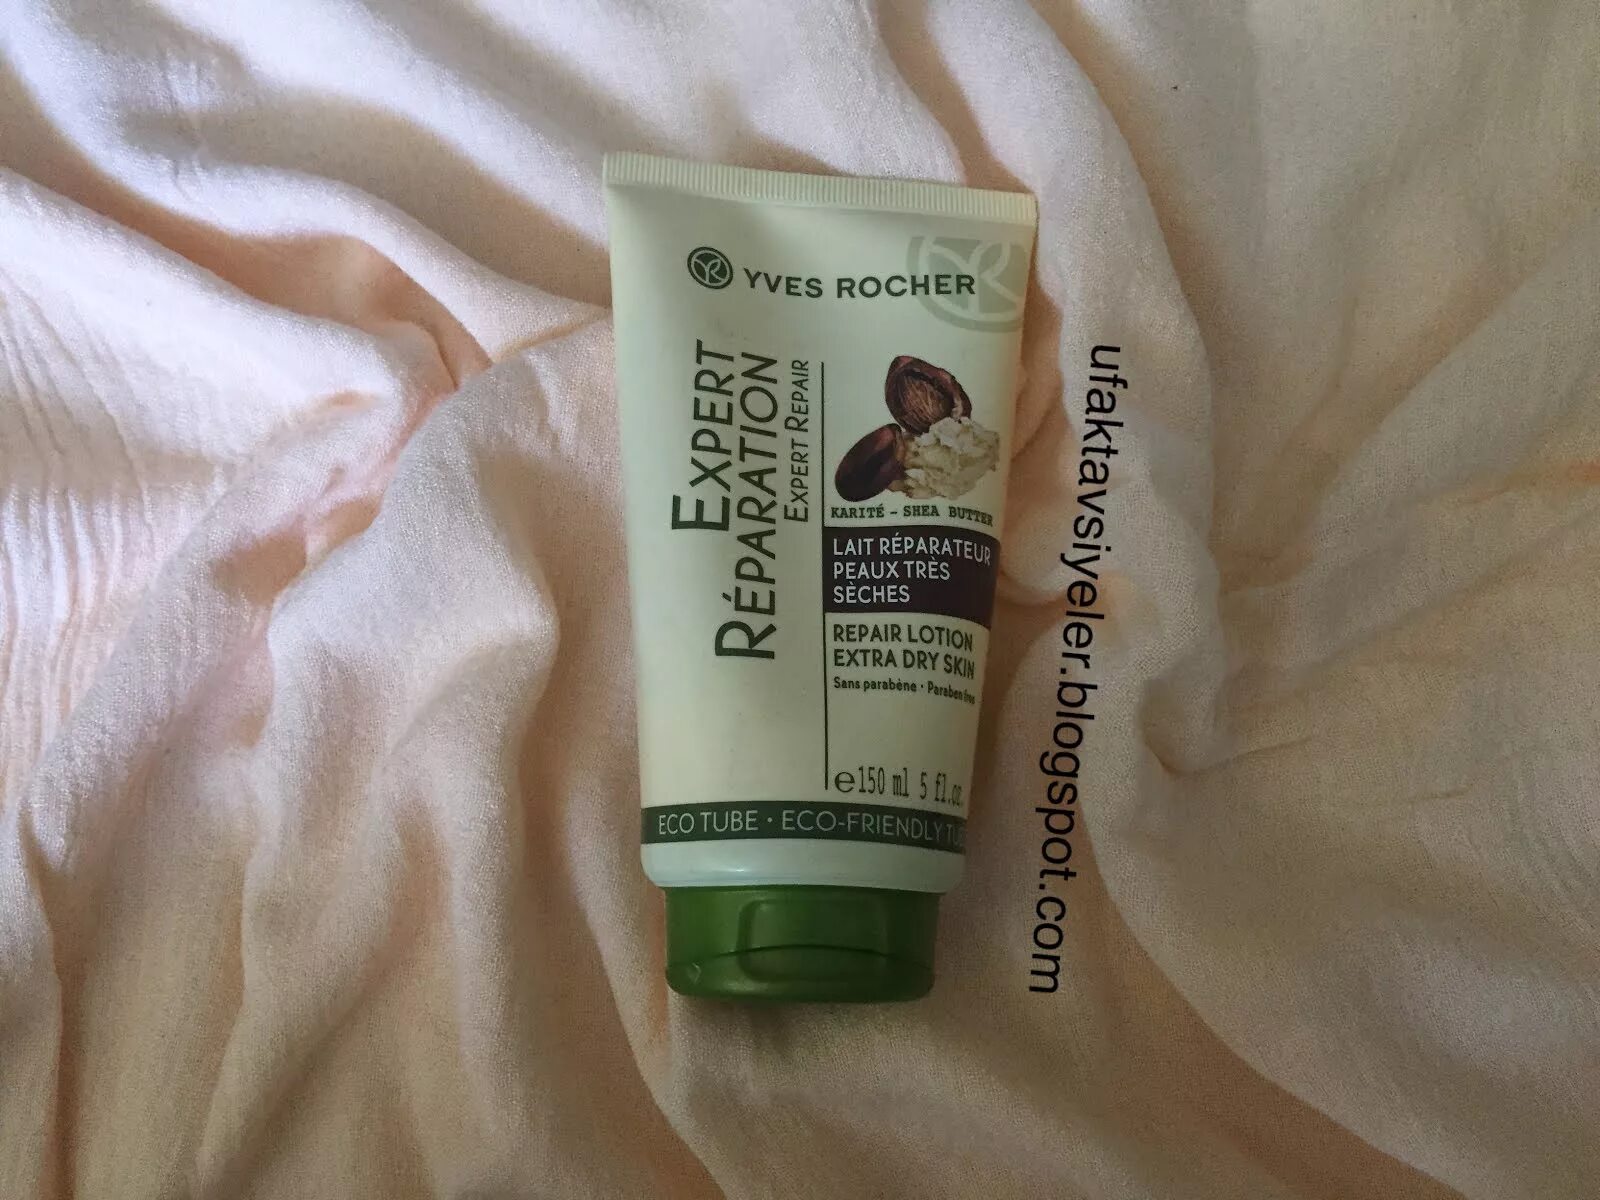 YVES ROCHER
EXPERT
RÉPARATION
EXPERT REPAIR
KARITÉ - SHEA BUTTER
LAIT RÉPARATEUR
PEAUX TRÈS
SÈCHES
REPAIR LOTION
EXTRA DRY SKIN
Sans parabène · Paraben free
℮150 ml 5 fl.oz.
ECO TUBE · ECO-FRIENDLY TUBE
ufaktavsiyeler.blogspot.com